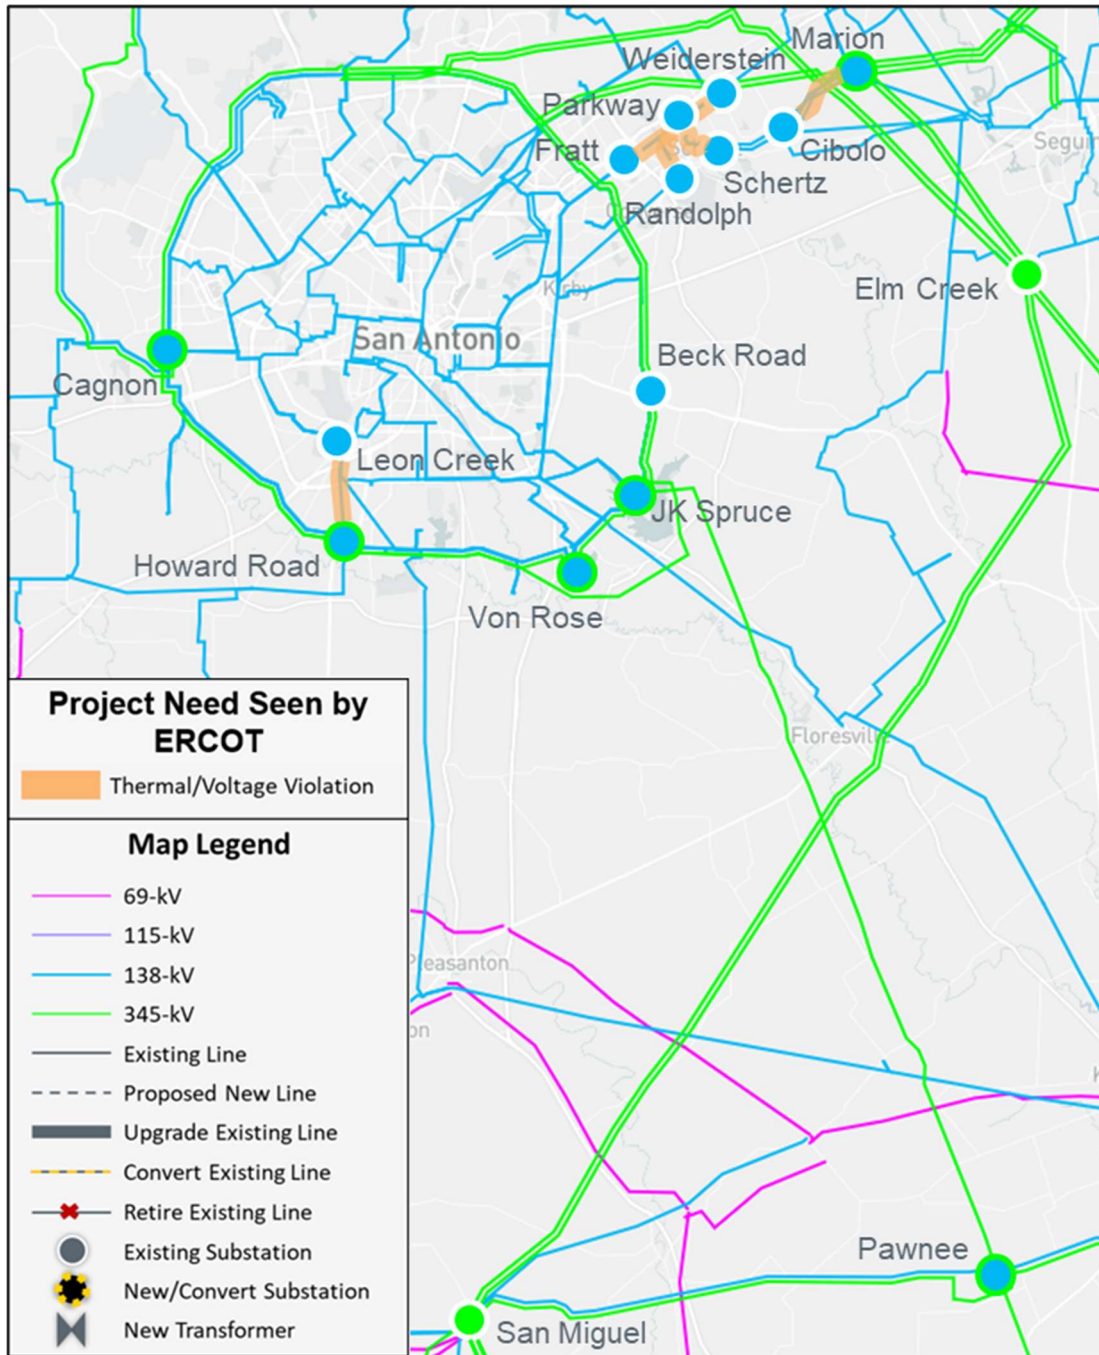 Marion
Weiderstein
Parkway
Fratt
Cibolo
Schertz
Randolph
Seguin
Elm Creek
Kirby
San Antonio
Beck Road
Cagnon
Leon Creek
JK Spruce
Howard Road
Von Rose
Floresville
Project Need Seen by
ERCOT
Thermal/Voltage Violation
Map Legend
69-kV
115-kV
138-kV
345-kV
Existing Line
Proposed New Line
Upgrade Existing Line
Convert Existing Line
Retire Existing Line
Existing Substation
New/Convert Substation
New Transformer
Pleasanton
on
Pawnee
San Miguel